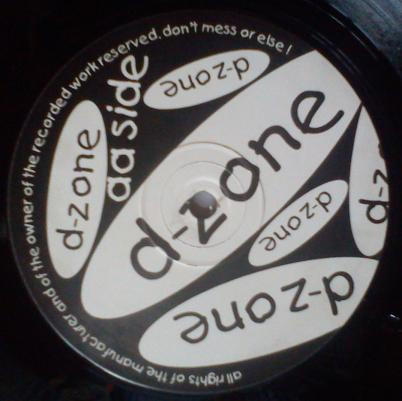 all rights of the manufacturer and of the owner of the recorded work reserved. don't mess or else!
aa side
d-zone
d-zone
d-zone
d-zone
d-z
d-zone